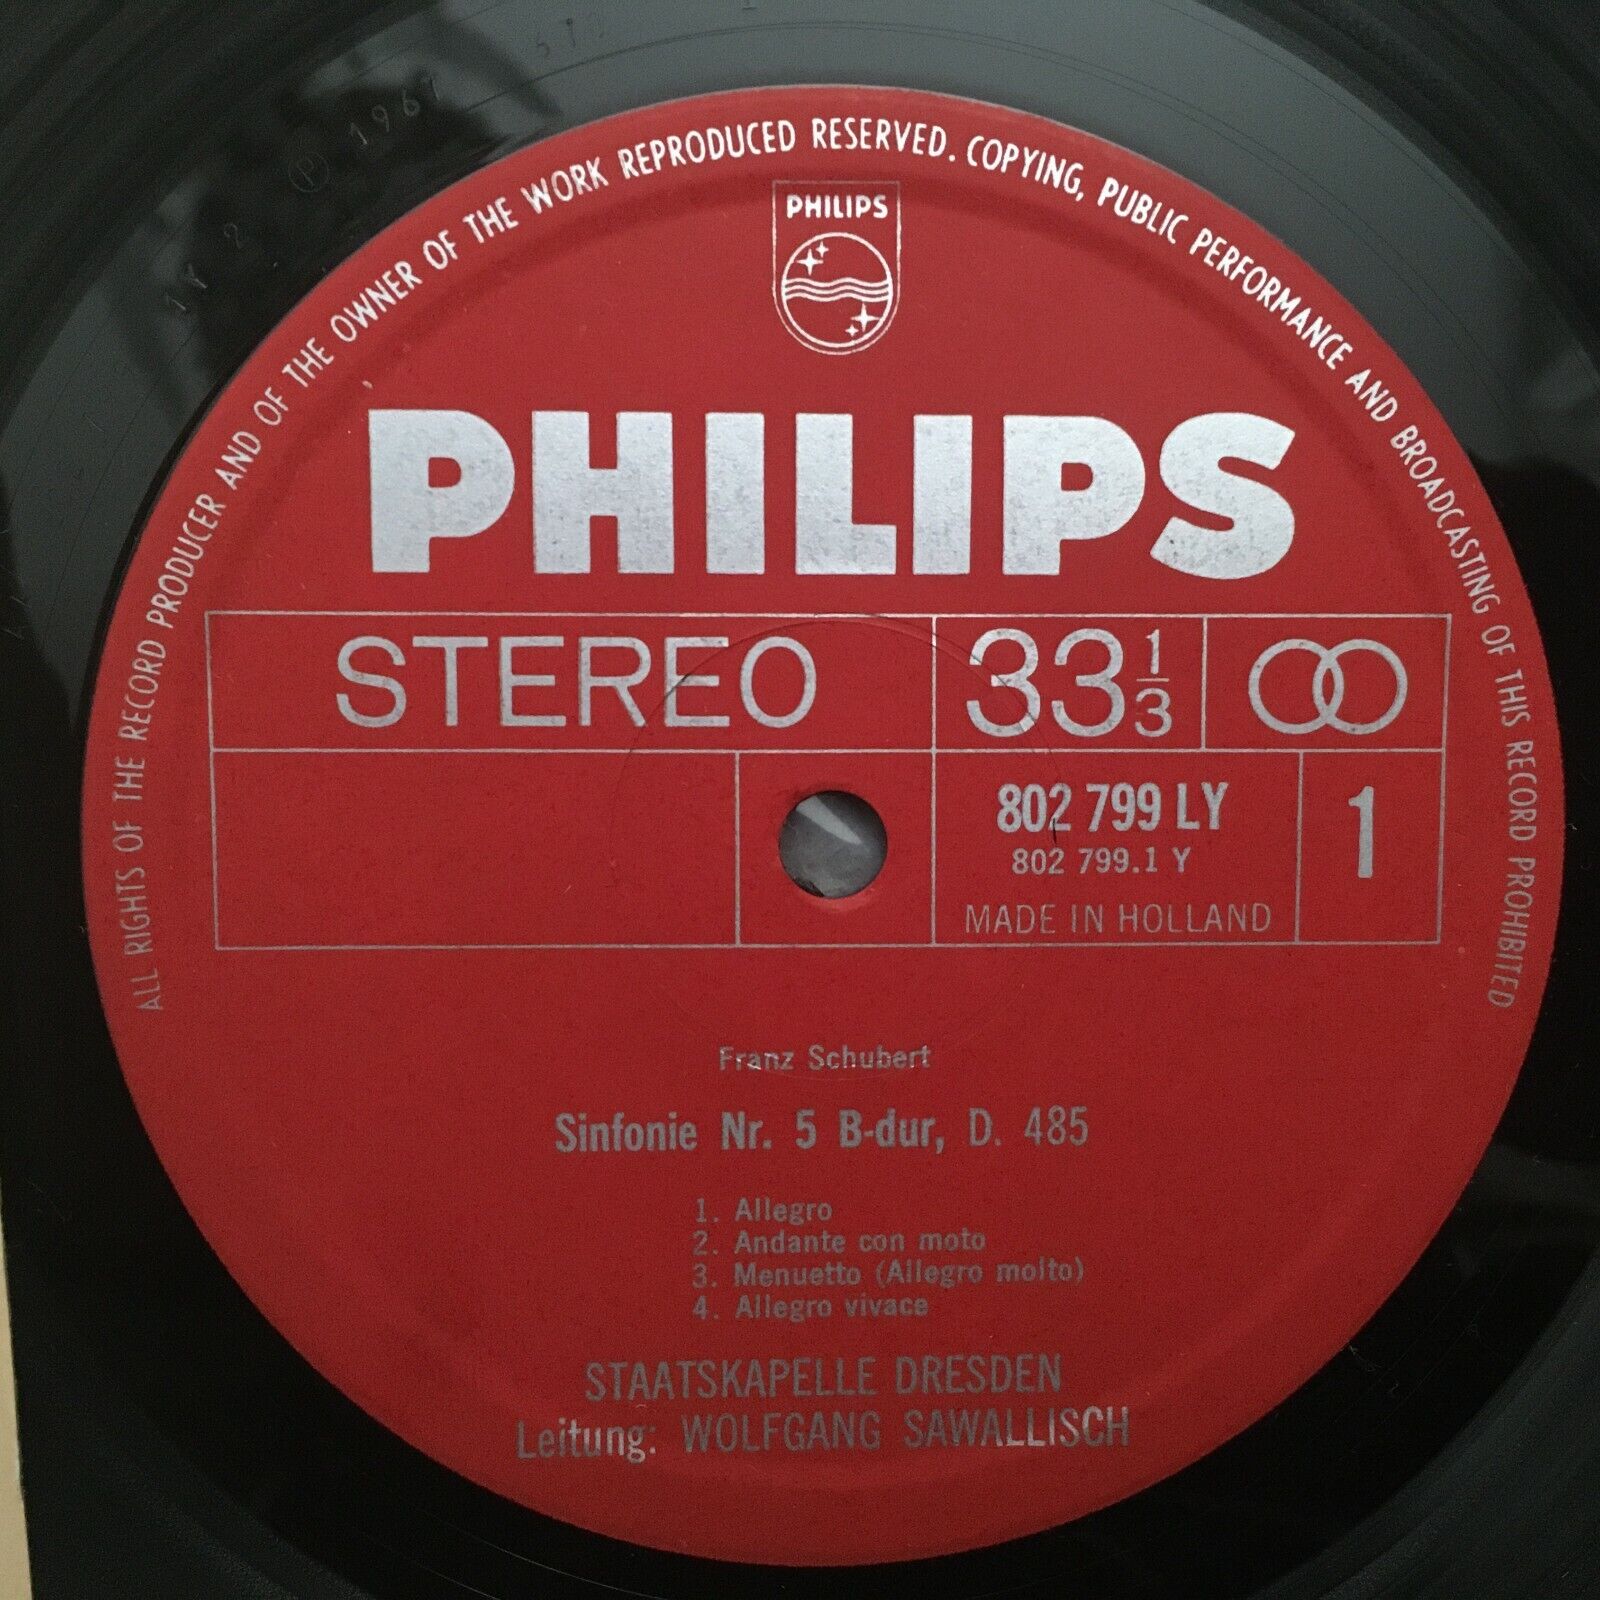 ALL RIGHTS OF THE RECORD PRODUCER AND OF THE OWNER OF THE WORK REPRODUCED RESERVED. COPYING, PUBLIC PERFORMANCE AND BROADCASTING OF THIS RECORD PROHIBITED
Ⓟ 1967
PHILIPS
PHILIPS
STEREO
33 1/3
802 799 LY
802 799.1 Y
MADE IN HOLLAND
1
Franz Schubert
Sinfonie Nr. 5 B-dur, D. 485
1. Allegro
2. Andante con moto
3. Menuetto (Allegro molto)
4. Allegro vivace
STAATSKAPELLE DRESDEN
Leitung: WOLFGANG SAWALLISCH